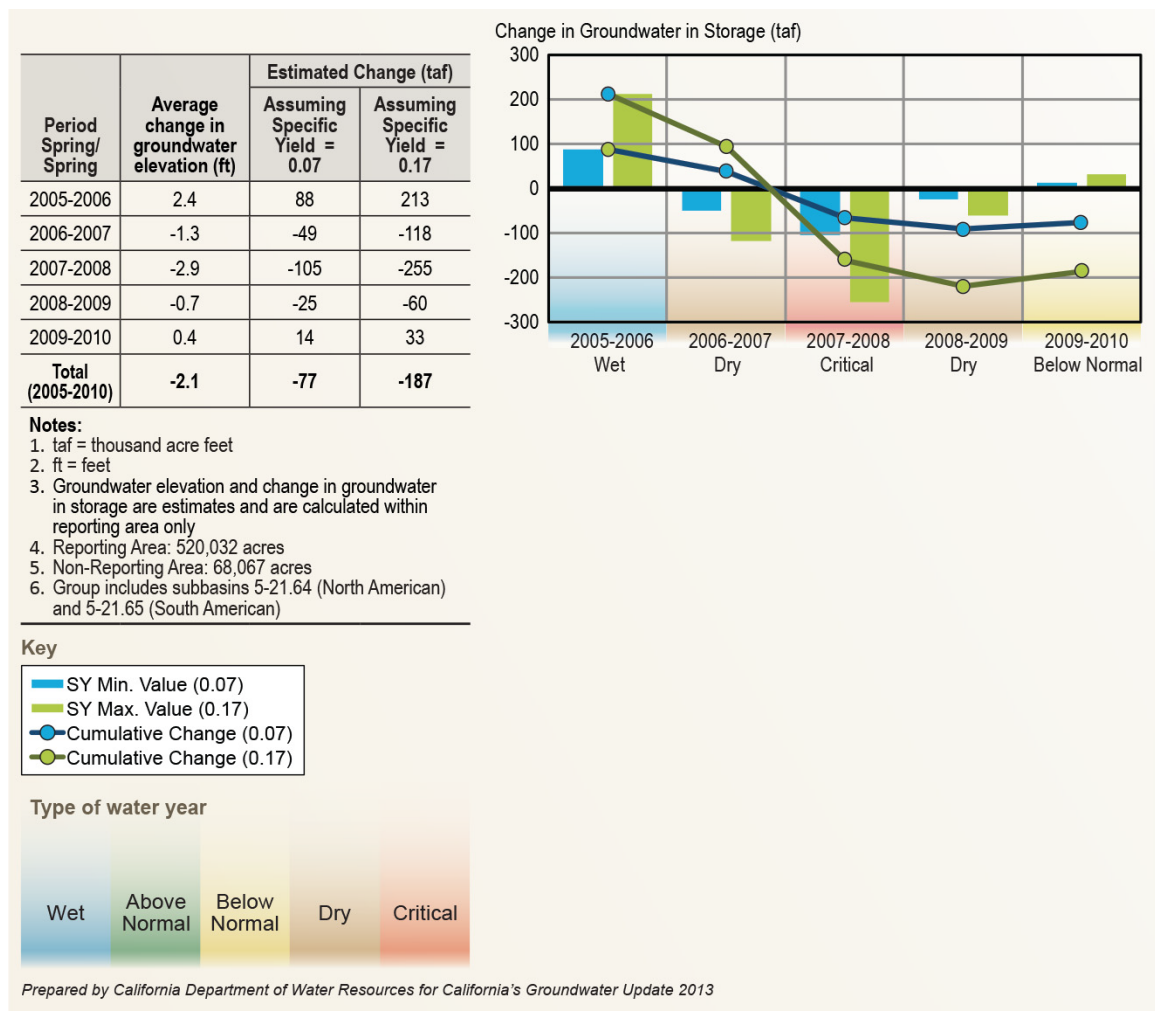 Period
Spring/
Spring
Average
change in
groundwater
elevation (ft)
Estimated Change (taf)
Assuming
Specific
Yield =
0.07
Assuming
Specific
Yield =
0.17
2005-2006 2.4 88 213
2006-2007 -1.3 -49 -118
2007-2008 -2.9 -105 -255
2008-2009 -0.7 -25 -60
2009-2010 0.4 14 33
Total
(2005-2010) -2.1 -77 -187
Notes:
1. taf = thousand acre feet
2. ft = feet
3. Groundwater elevation and change in groundwater
in storage are estimates and are calculated within
reporting area only
4. Reporting Area: 520,032 acres
5. Non-Reporting Area: 68,067 acres
6. Group includes subbasins 5-21.64 (North American)
and 5-21.65 (South American)
Key
SY Min. Value (0.07)
SY Max. Value (0.17)
Cumulative Change (0.07)
Cumulative Change (0.17)
Type of water year
Wet
Above
Normal
Below
Normal
Dry
Critical
Change in Groundwater in Storage (taf)
300
200
100
0
-100
-200
-300
2005-2006 2006-2007 2007-2008 2008-2009 2009-2010
Wet Dry Critical Dry Below Normal
Prepared by California Department of Water Resources for California's Groundwater Update 2013